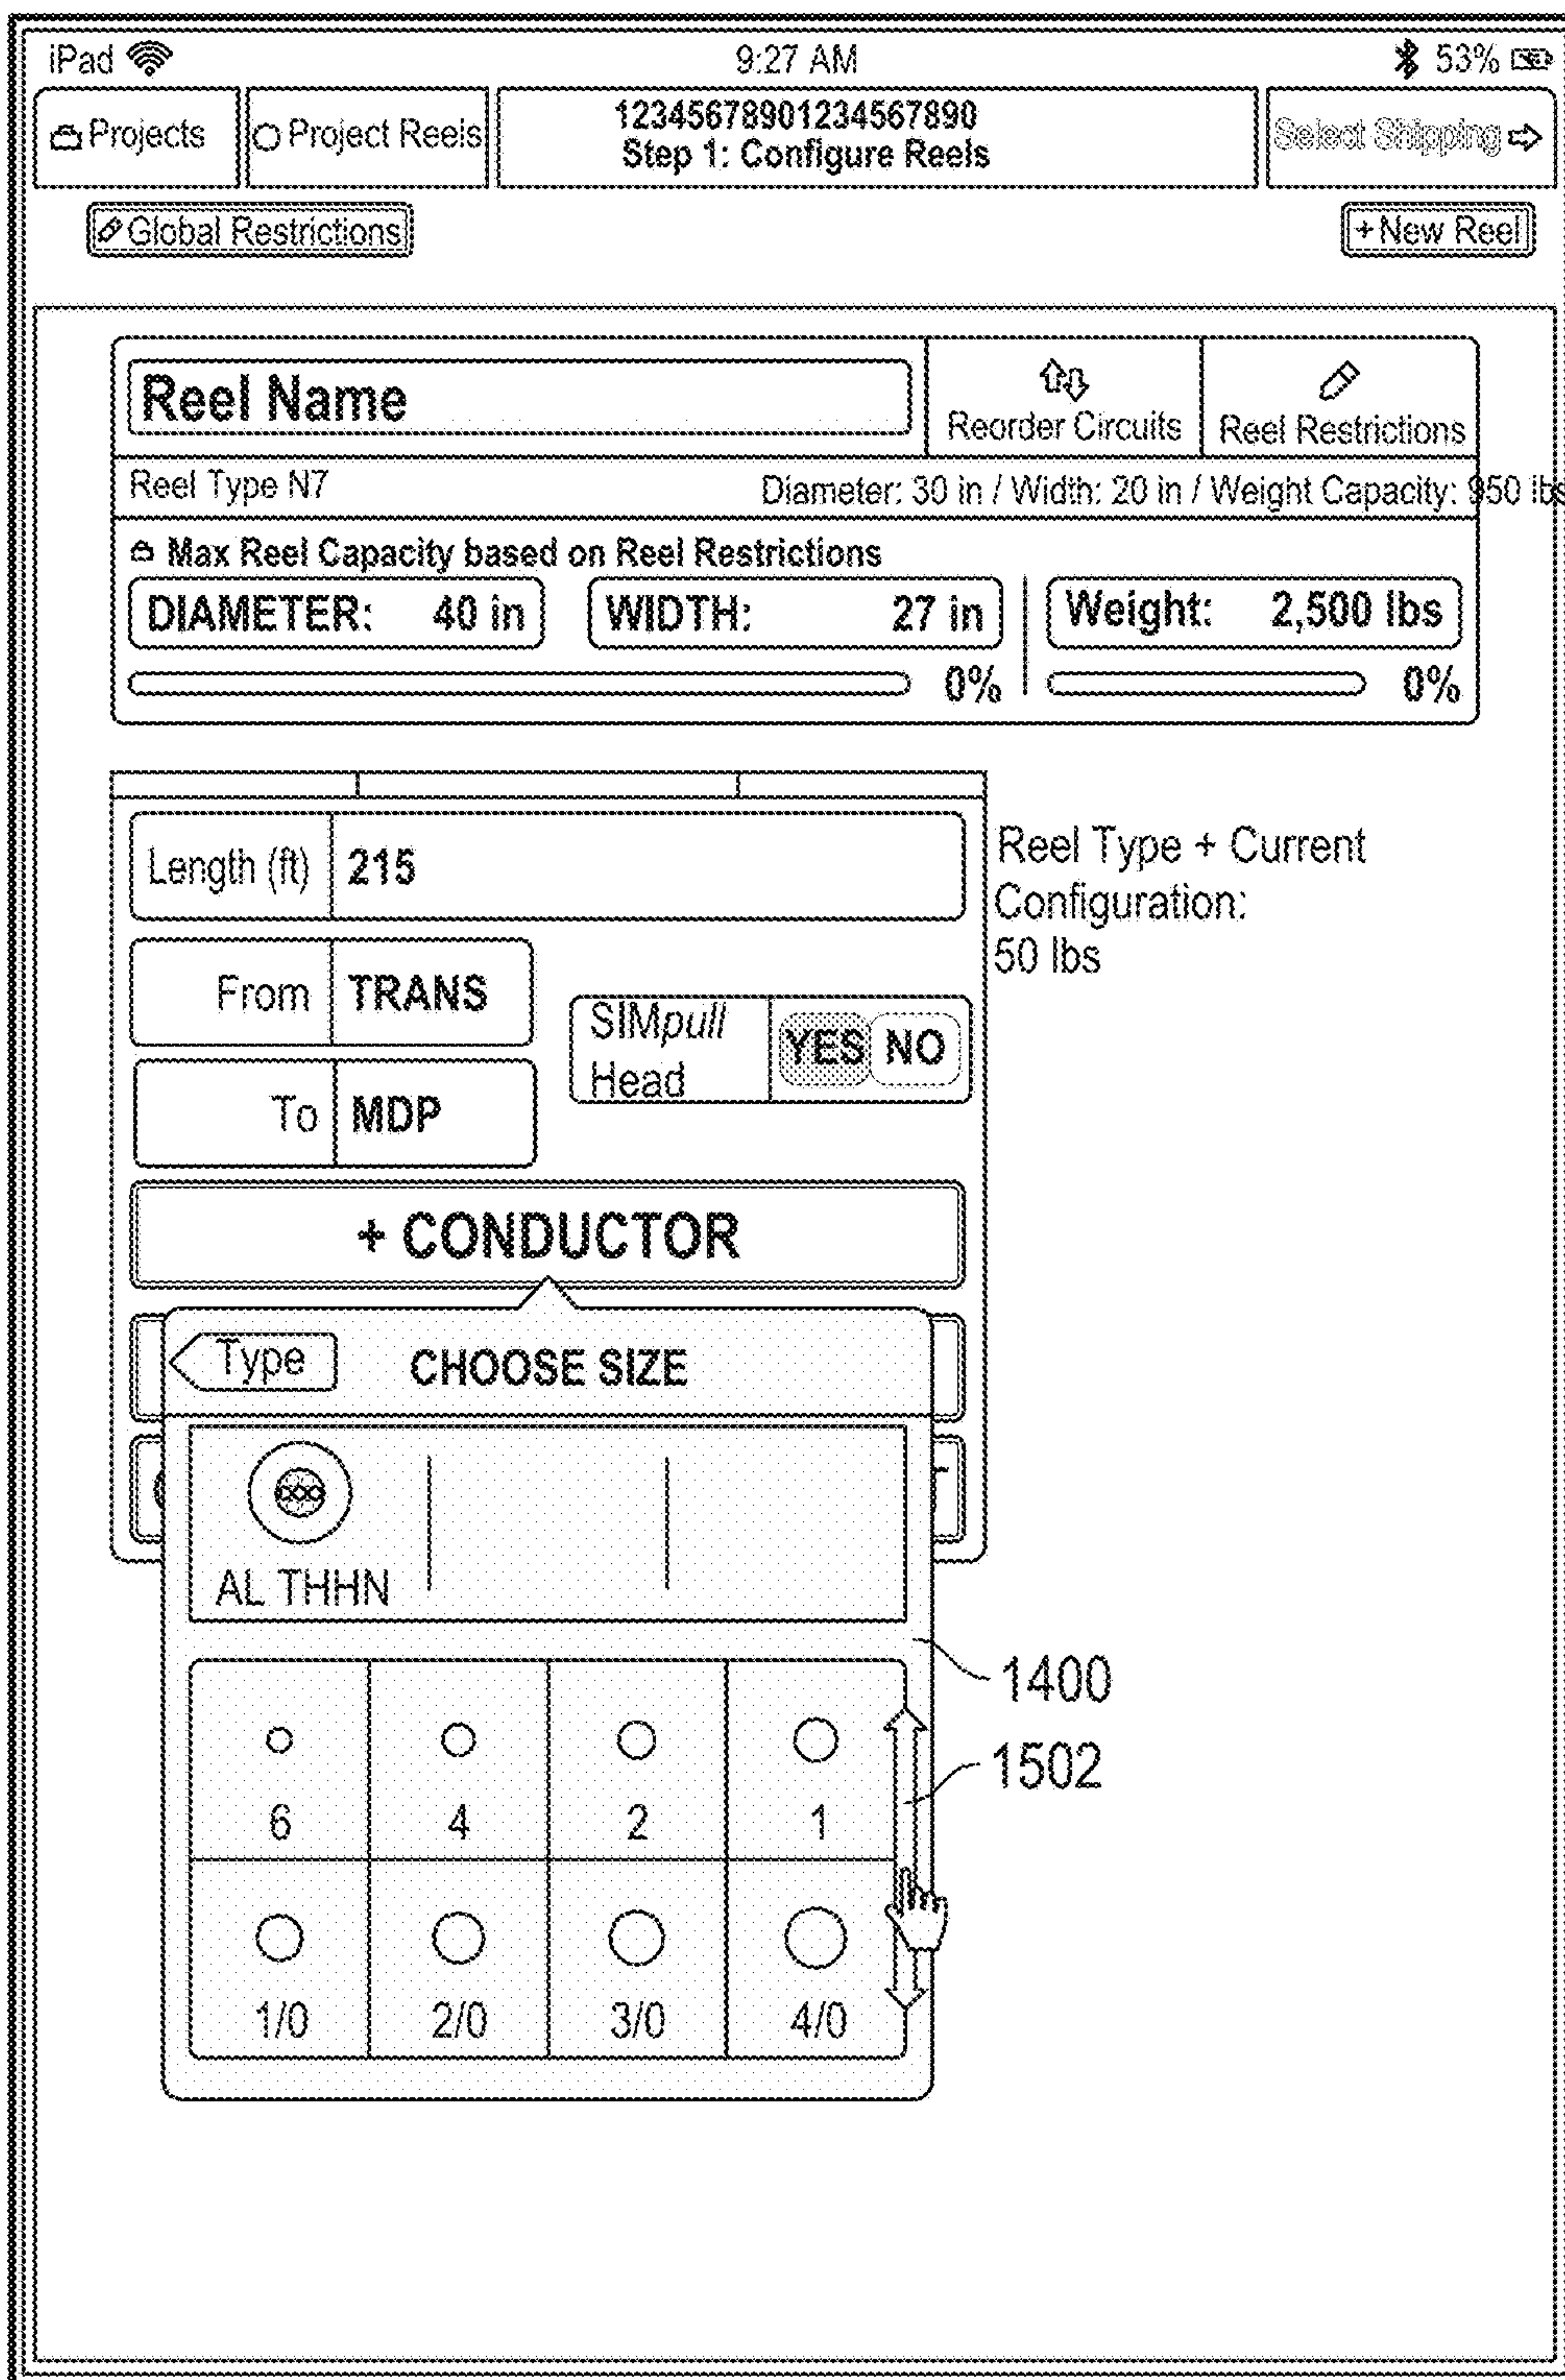 iPad 9:27 AM 53%
Projects Project Reels 12345678901234567890 Select Shipping
Step 1: Configure Reels
Global Restrictions + New Reel
Reel Name Reorder Circuits Reel Restrictions
Reel Type N7 Diameter: 30 in / Width: 20 in / Weight Capacity: 950 lbs
Max Reel Capacity based on Reel Restrictions
DIAMETER: 40 in WIDTH: 27 in Weight: 2,500 lbs
0% 0%
Length (ft) 215
Reel Type + Current
Configuration:
50 lbs
From TRANS
SIMpull
Head YES NO
To MDP
+ CONDUCTOR
Type CHOOSE SIZE
AL THHN
1400
1502
6 4 2 1
1/0 2/0 3/0 4/0